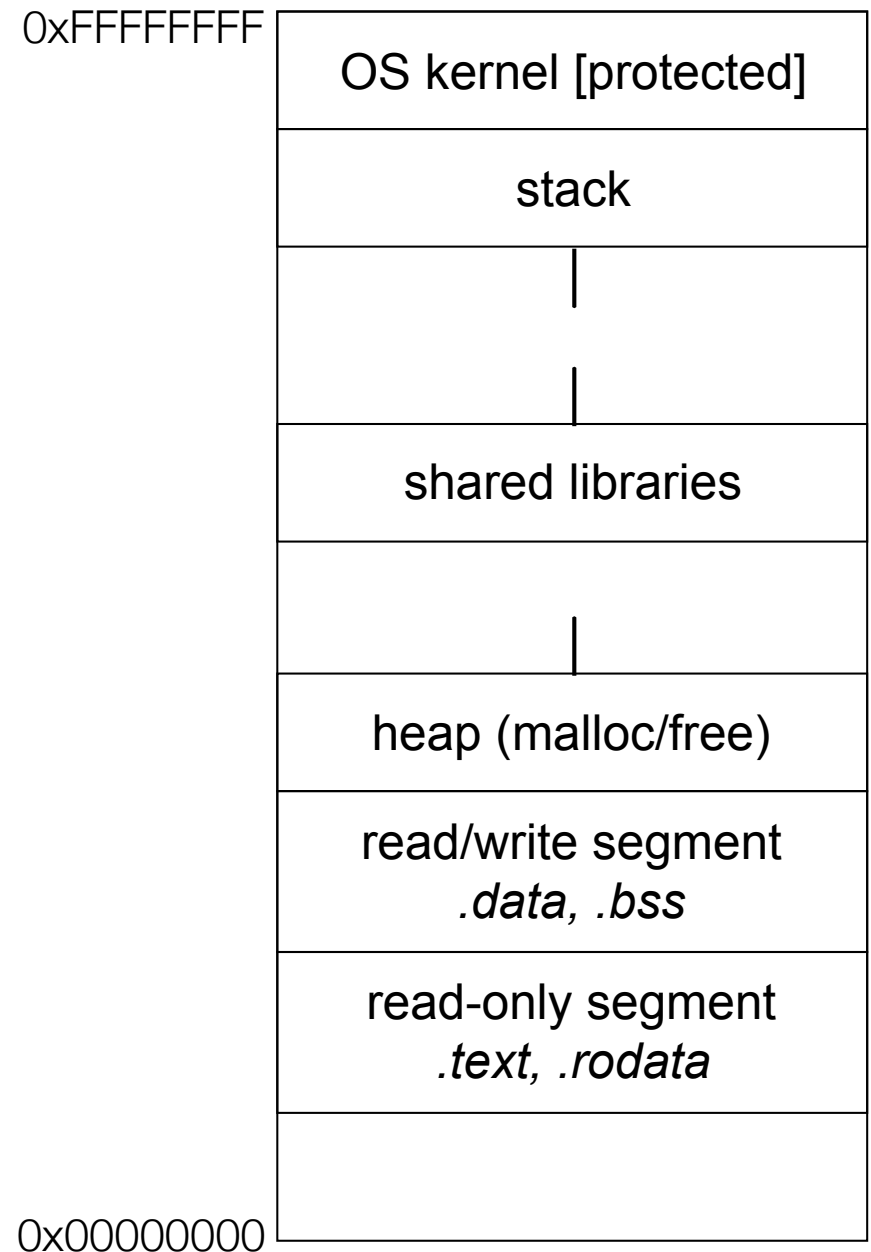 0xFFFFFFFF
OS kernel [protected]
stack
shared libraries
heap (malloc/free)
read/write segment
.data, .bss
read-only segment
.text, .rodata
0x00000000